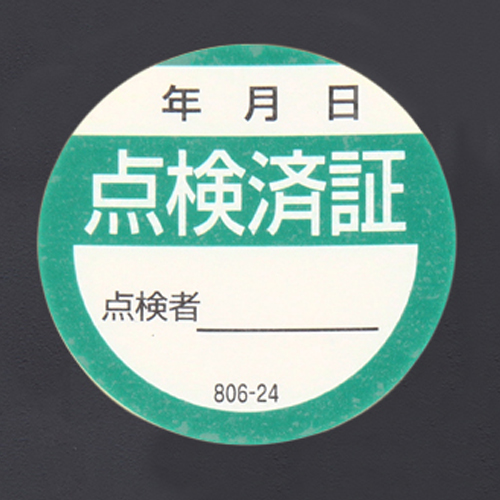 年 月 日
点検済証
点検者
806-24